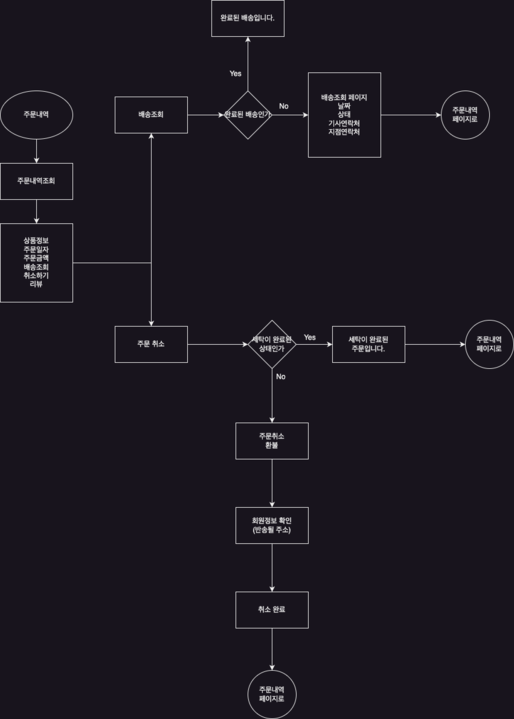 완료된 배송입니다.
Yes
주문내역
배송조회
완료된 배송인가
No
배송조회 페이지
날짜
상태
기사연락처
지점연락처
주문내역
페이지로
주문내역조회
상품정보
주문일자
주문금액
배송조회
취소하기
리뷰
주문 취소
세탁이 완료된
상태인가
Yes
세탁이 완료된
주문입니다.
주문내역
페이지로
No
주문취소
환불
회원정보 확인
(반송될 주소)
취소 완료
주문내역
페이지로